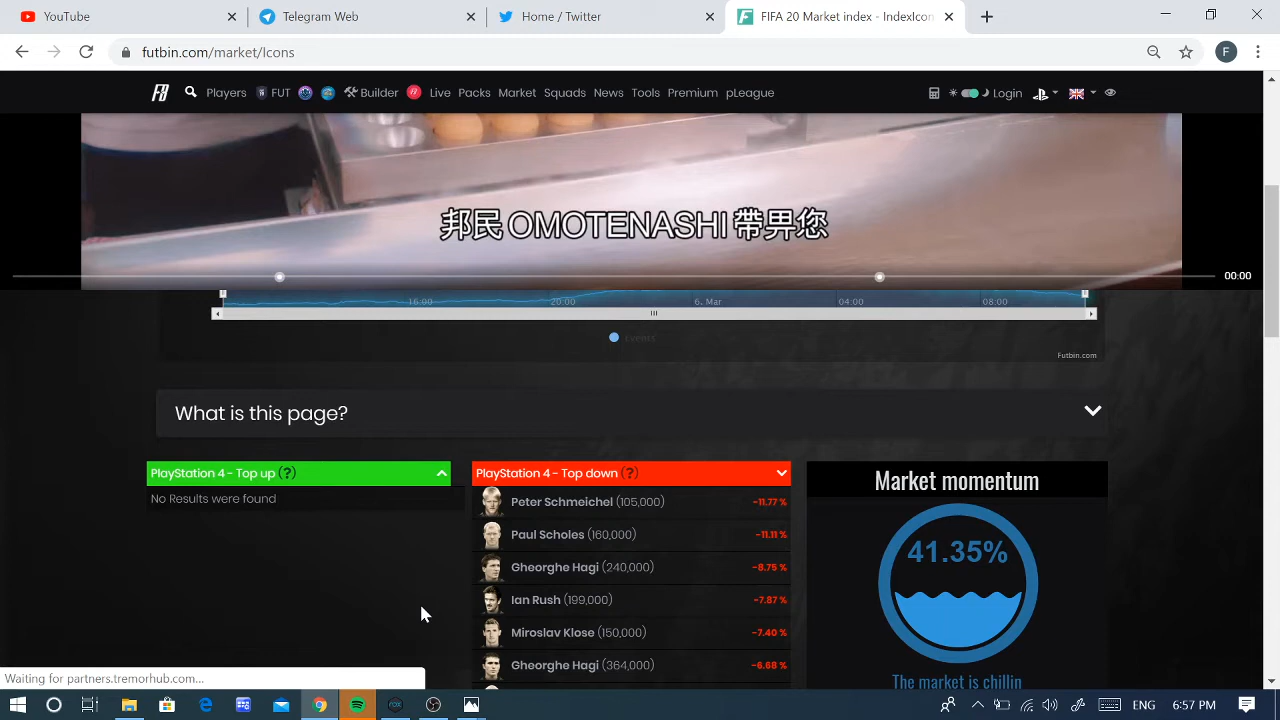 YouTube
Telegram Web
Home / Twitter
FIFA 20 Market index - IndexIcon
futbin.com/market/Icons
F
Players FUT Builder Live Packs Market Squads News Tools Premium pLeague Login
邦民 OMOTENASHI 帶畀您
00:00
16:00 20:00 6. Mar 04:00 08:00
Events
Futbin.com
What is this page?
PlayStation 4 - Top up (?)
No Results were found
PlayStation 4 - Top down (?)
Peter Schmeichel (105,000) -11.77 %
Paul Scholes (160,000) -11.11 %
Gheorghe Hagi (240,000) -8.75 %
Ian Rush (199,000) -7.87 %
Miroslav Klose (150,000) -7.40 %
Gheorghe Hagi (364,000) -6.68 %
Market momentum
41.35%
The market is chillin
Waiting for partners.tremorhub.com...
ENG 6:57 PM